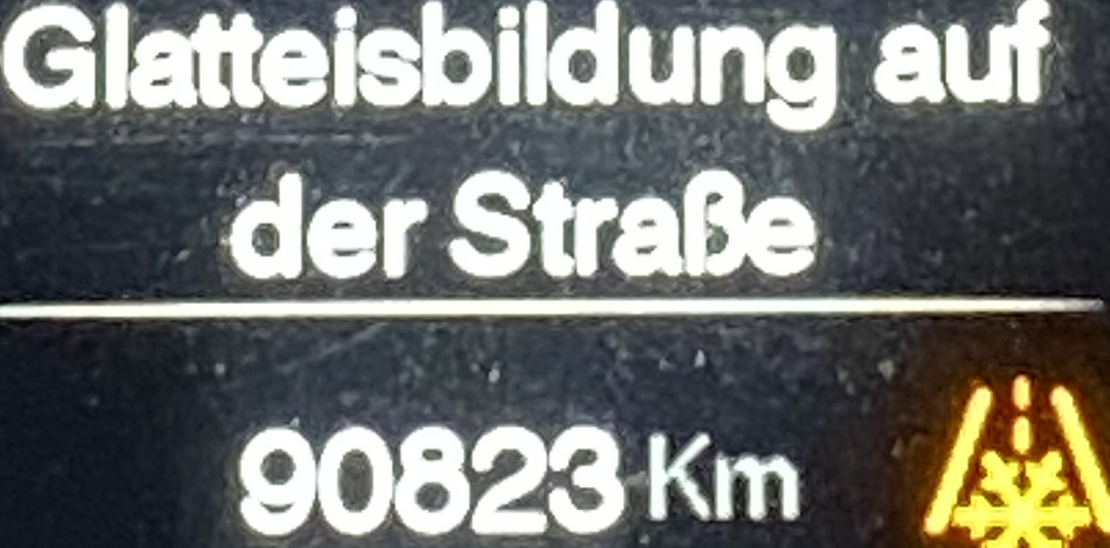 Glatteisbildung auf
der Straße
90823 Km